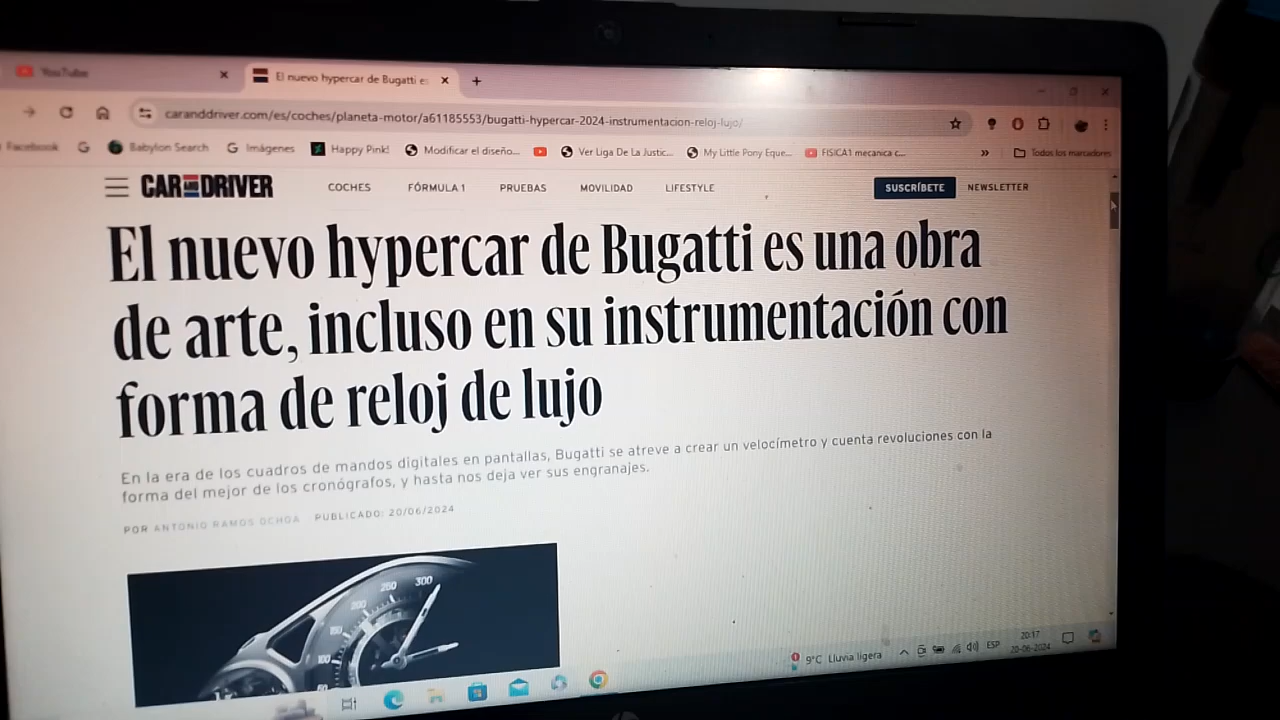 YouTube
El nuevo hypercar de Bugatti es
caranddriver.com/es/coches/planeta-motor/a61185553/bugatti-hypercar-2024-instrumentacion-reloj-lujo/
Facebook
Babylon Search
Imágenes
Happy Pink!
Modificar el diseño...
Ver Liga De La Justic...
My Little Pony Eque...
FISICA1 mecanica c...
»
Todos los marcadores
CAR AND DRIVER
COCHES
FÓRMULA 1
PRUEBAS
MOVILIDAD
LIFESTYLE
SUSCRÍBETE
NEWSLETTER
El nuevo hypercar de Bugatti es una obra
de arte, incluso en su instrumentación con
forma de reloj de lujo
En la era de los cuadros de mandos digitales en pantallas, Bugatti se atreve a crear un velocímetro y cuenta revoluciones con la
forma del mejor de los cronógrafos, y hasta nos deja ver sus engranajes.
POR ANTONIO RAMOS OCHOA PUBLICADO: 20/06/2024
300
250
200
150
100
9°C Lluvia ligera
ESP
20:17
20-06-2024